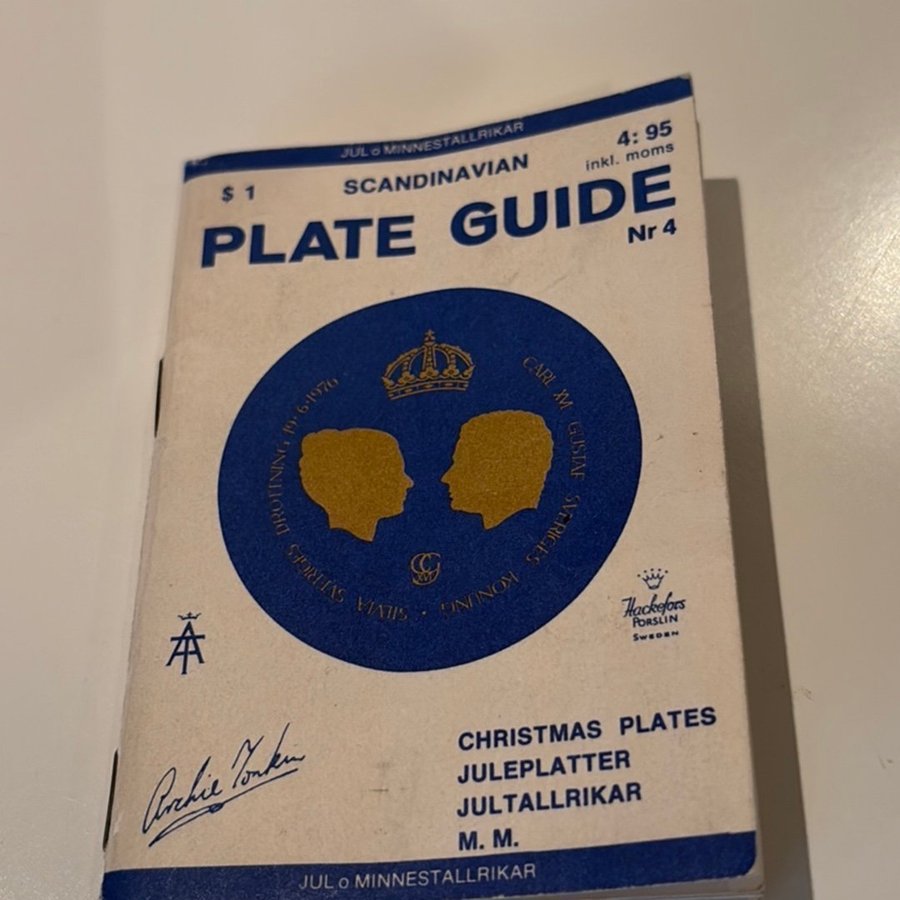 JUL o MINNESTALLRIKAR
$ 1
SCANDINAVIAN
4: 95
inkl. moms
PLATE GUIDE
Nr 4
CARL XVI GUSTAF SVERIGES KONUNG · SILVIA SVERIGES DROTTNING 19·6·1976
Hackefors
PORSLIN
SWEDEN
Archie Tonkin
CHRISTMAS PLATES
JULEPLATTER
JULTALLRIKAR
M. M.
JUL o MINNESTALLRIKAR